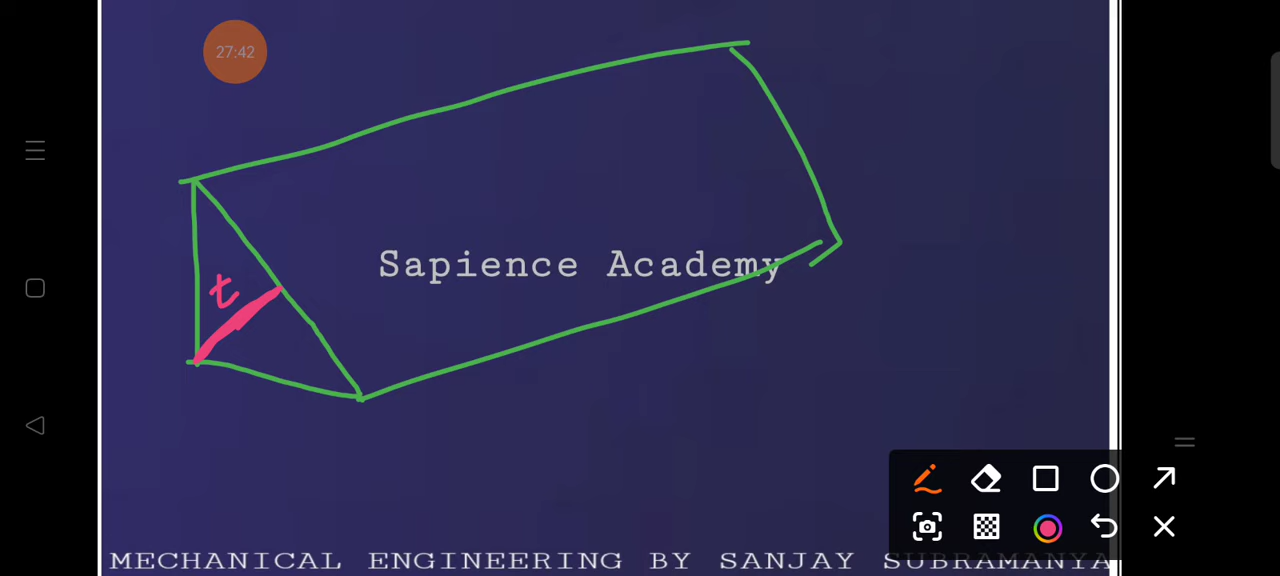 27:42
t
Sapience Academy
MECHANICAL ENGINEERING BY SANJAY SUBRAMANYA